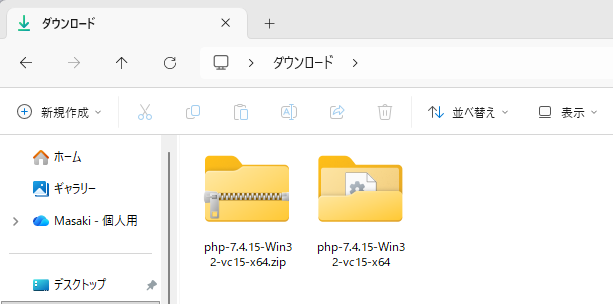 ダウンロード
ダウンロード
新規作成
並べ替え
表示
ホーム
ギャラリー
Masaki - 個人用
デスクトップ
php-7.4.15-Win3
2-vc15-x64.zip
php-7.4.15-Win3
2-vc15-x64